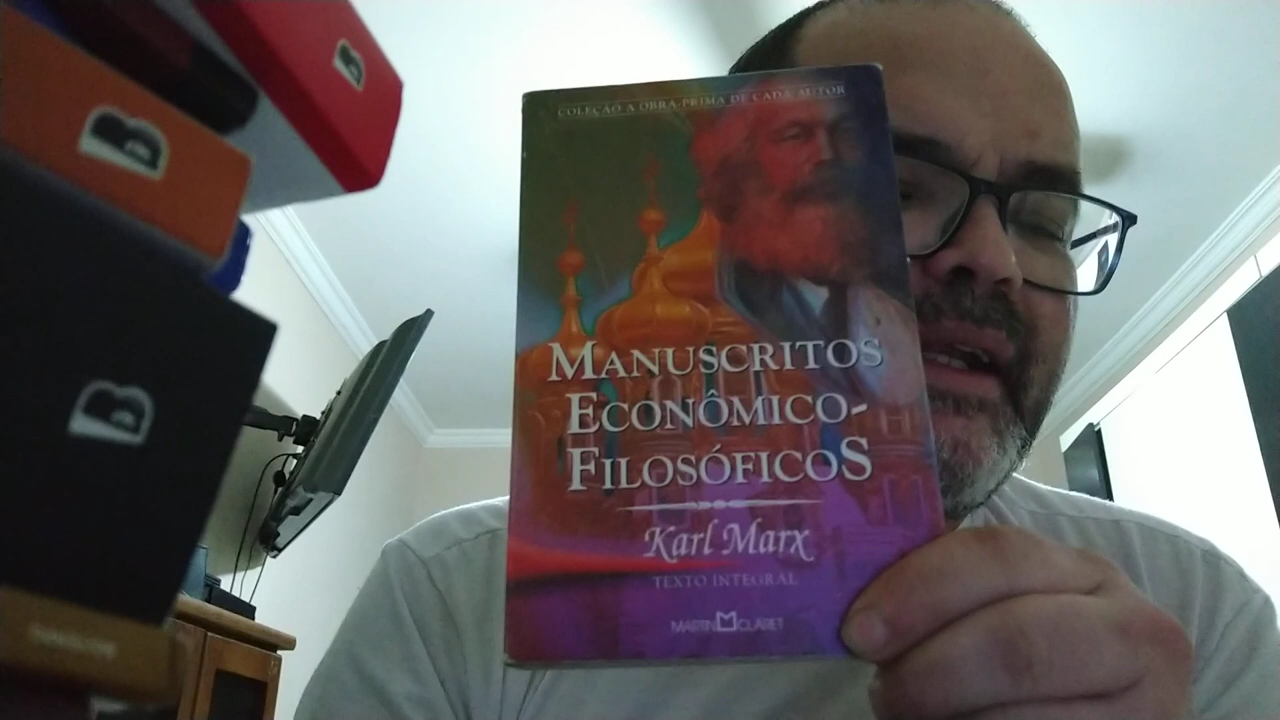 COLEÇÃO A OBRA-PRIMA DE CADA AUTOR
MANUSCRITOS
ECONÔMICO-
FILOSÓFICOS
Karl Marx
TEXTO INTEGRAL
MARTIN CLARET